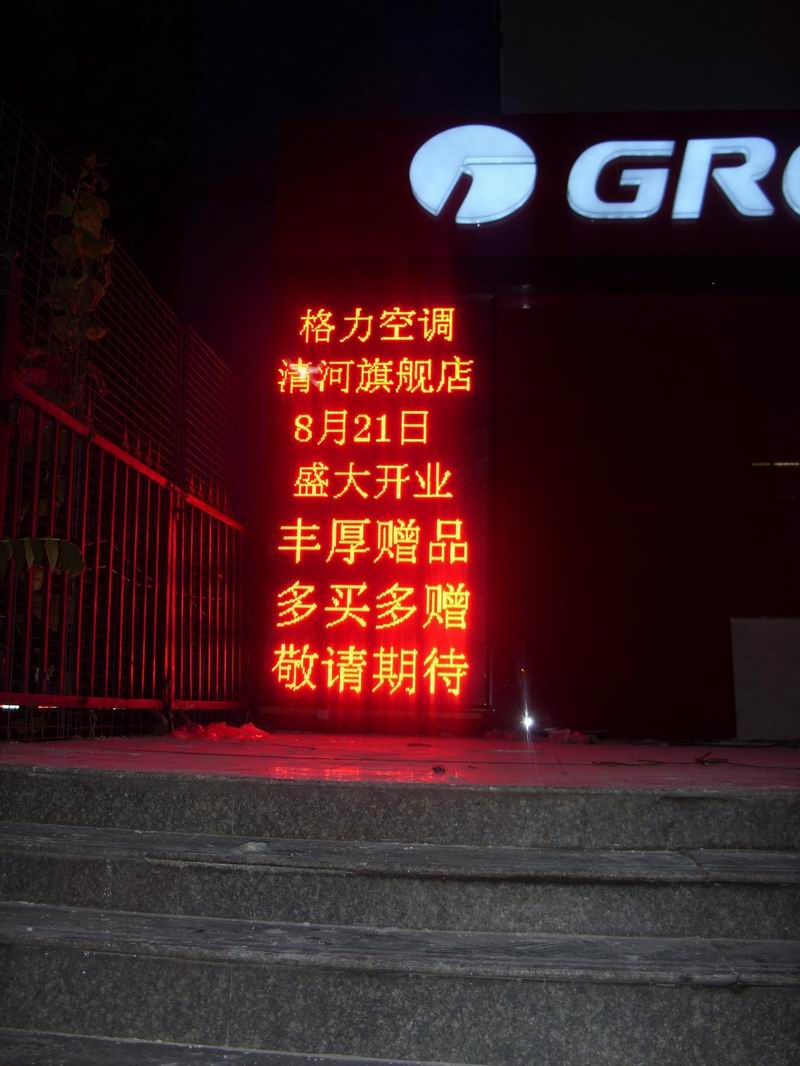 GR
格力空调
清河旗舰店
8月21日
盛大开业
丰厚赠品
多买多赠
敬请期待